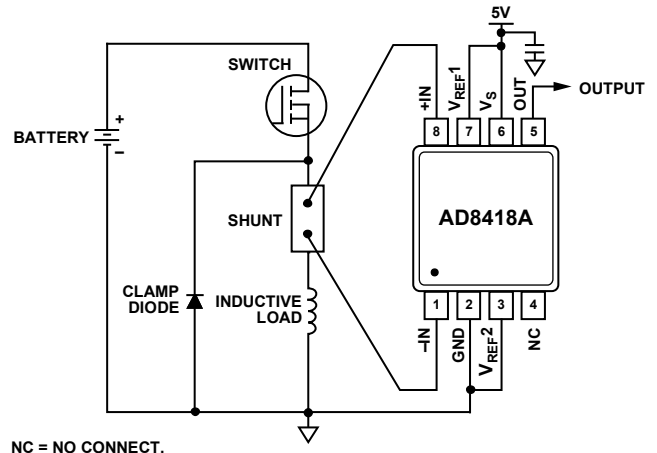 5V
SWITCH
+IN
VREF1
VS
OUT
OUTPUT
8
7
6
5
+
BATTERY
–
SHUNT
AD8418A
CLAMP
DIODE
INDUCTIVE
LOAD
1
2
3
4
–IN
GND
VREF2
NC
NC = NO CONNECT.